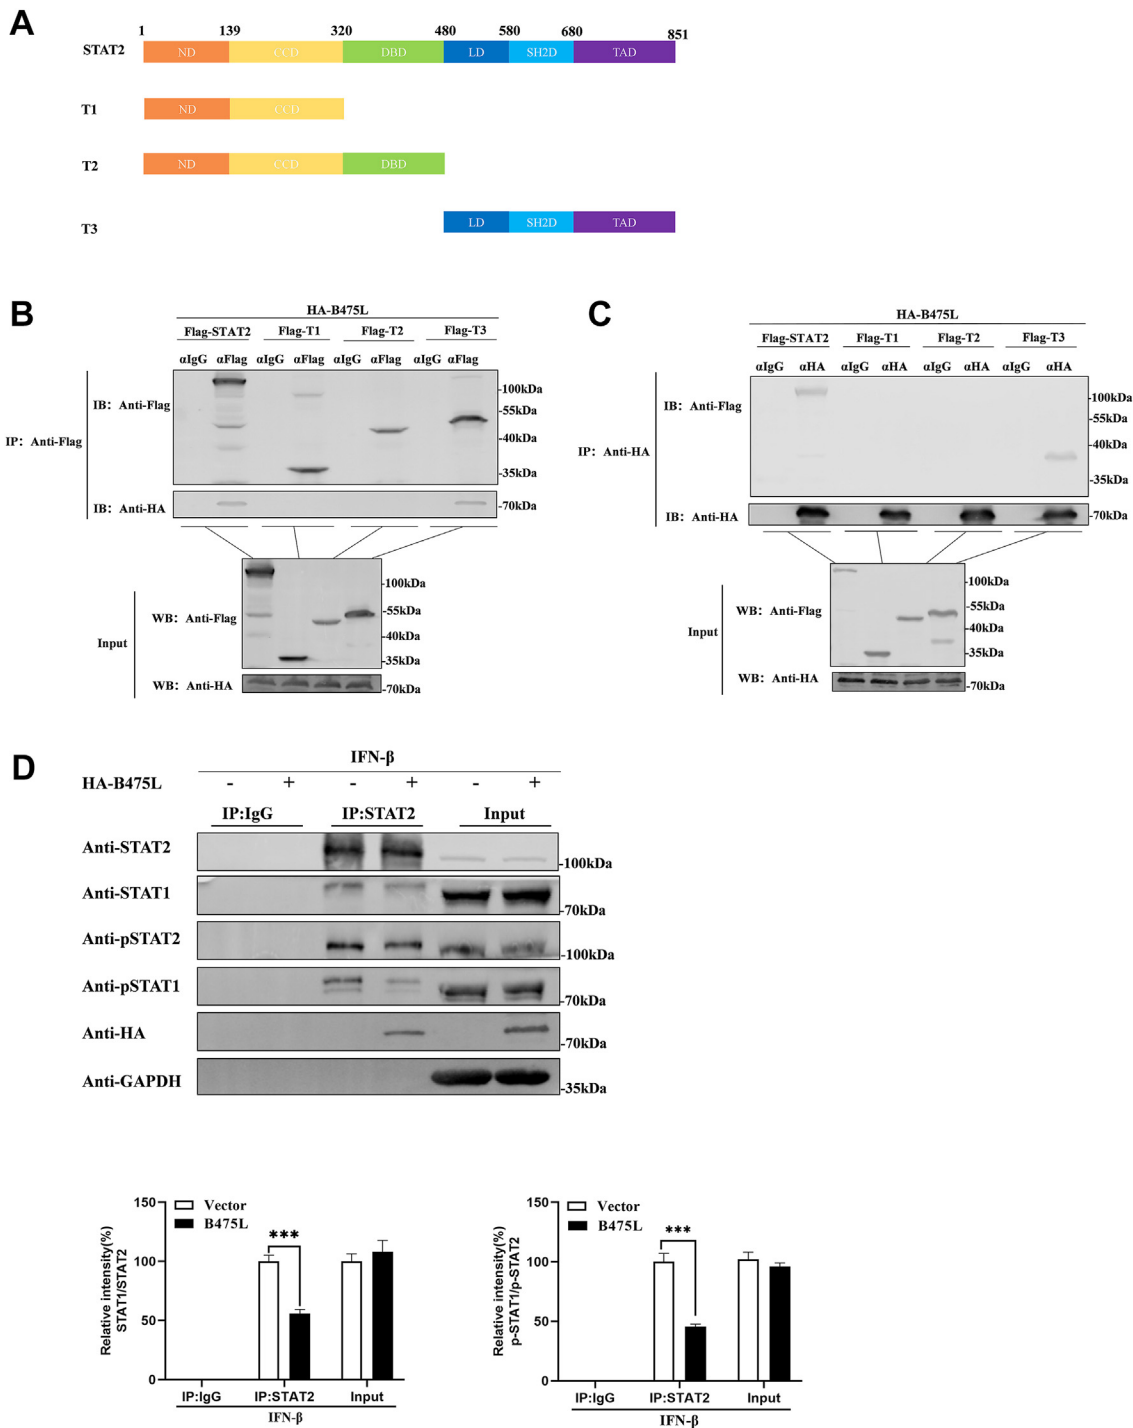 A
1 139 320 480 580 680 851
STAT2 ND CCD DBD LD SH2D TAD
T1 ND CCD
T2 ND CCD DBD
T3 LD SH2D TAD
B
HA-B475L
Flag-STAT2 Flag-T1 Flag-T2 Flag-T3
αIgG αFlag αIgG αFlag αIgG αFlag αIgG αFlag
IP: Anti-Flag
IB: Anti-Flag
-100kDa
-55kDa
-40kDa
-35kDa
IB: Anti-HA -70kDa
Input
WB: Anti-Flag
-100kDa
-55kDa
-40kDa
-35kDa
WB: Anti-HA -70kDa
C
HA-B475L
Flag-STAT2 Flag-T1 Flag-T2 Flag-T3
αIgG αHA αIgG αHA αIgG αHA αIgG αHA
IP: Anti-HA
IB: Anti-Flag
-100kDa
-55kDa
-40kDa
-35kDa
IB: Anti-HA -70kDa
Input
WB: Anti-Flag
-100kDa
-55kDa
-40kDa
-35kDa
WB: Anti-HA -70kDa
D
IFN-β
HA-B475L - + - + - +
IP:IgG IP:STAT2 Input
Anti-STAT2 -100kDa
Anti-STAT1 -70kDa
Anti-pSTAT2 -100kDa
Anti-pSTAT1 -70kDa
Anti-HA -70kDa
Anti-GAPDH -35kDa
Relative intensity(%)
STAT1/STAT2
150
100
50
0
Vector
B475L
***
IP:IgG IP:STAT2 Input
IFN-β
Relative intensity(%)
p-STAT1/p-STAT2
150
100
50
0
Vector
B475L
***
IP:IgG IP:STAT2 Input
IFN-β